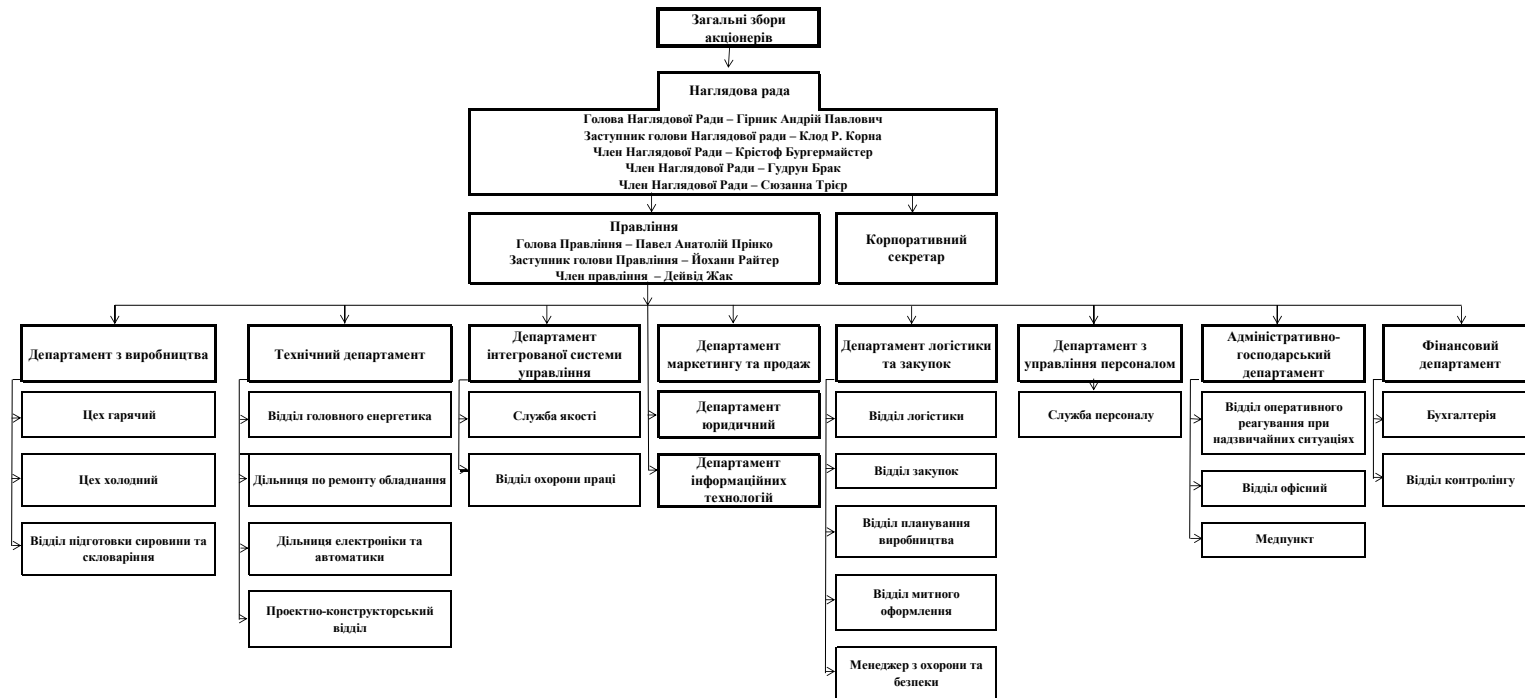 Загальні збори
акціонерів
Наглядова рада
Голова Наглядової Ради – Гірник Андрій Павлович
Заступник голови Наглядової ради – Клод Р. Корна
Член Наглядової Ради – Крістоф Бургермайстер
Член Наглядової Ради – Гудрун Брак
Член Наглядової Ради – Сюзанна Трієр
Правління
Голова Правління – Павел Анатолій Прінко
Заступник голови Правління – Йоханн Райтер
Член правління – Дейвід Жак
Корпоративний
секретар
Департамент з виробництва
Цех гарячий
Цех холодний
Відділ підготовки сировини та
скловаріння
Технічний департамент
Відділ головного енергетика
Дільниця по ремонту обладнання
Дільниця електроніки та
автоматики
Проектно-конструкторський
відділ
Департамент
інтегрованої системи
управління
Служба якості
Відділ охорони праці
Департамент
маркетингу та продаж
Департамент
юридичний
Департамент
інформаційних
технологій
Департамент логістики
та закупок
Відділ логістики
Відділ закупок
Відділ планування
виробництва
Відділ митного
оформлення
Менеджер з охорони та
безпеки
Департамент з
управління персоналом
Служба персоналу
Адміністративно-
господарський
департамент
Відділ оперативного
реагування при
надзвичайних ситуаціях
Відділ офісний
Медпункт
Фінансовий
департамент
Бухгалтерія
Відділ контролінгу